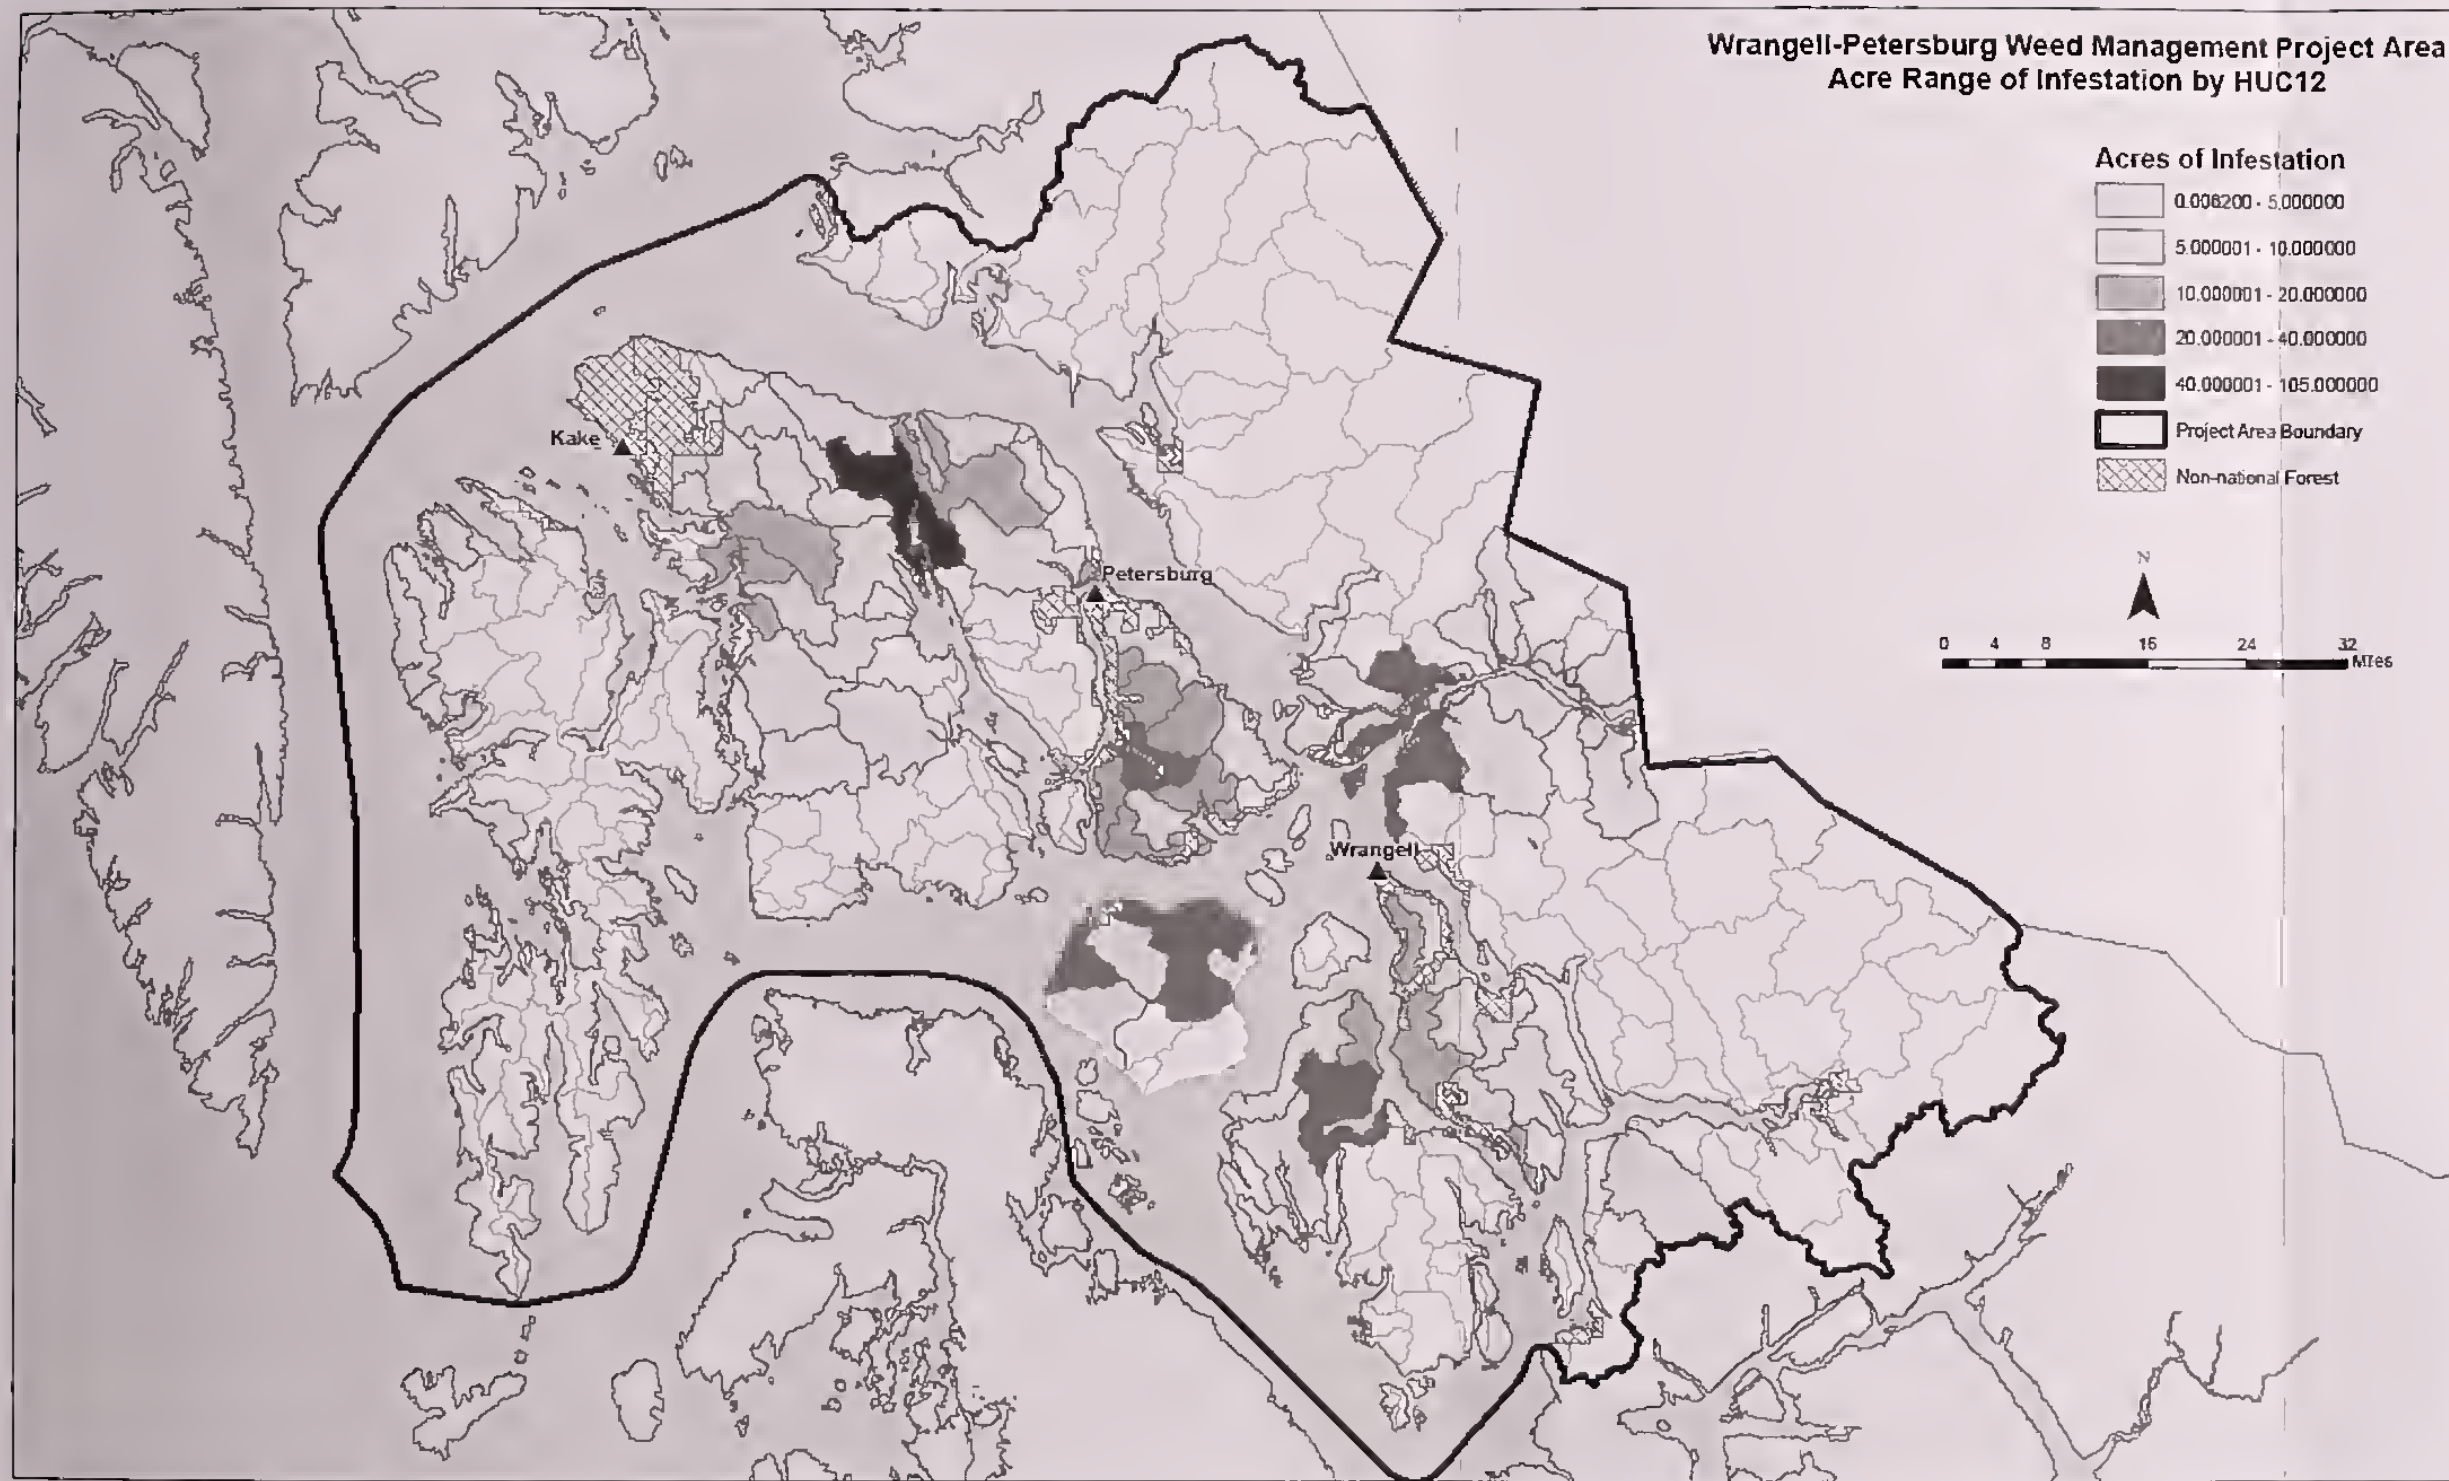 Wrangell-Petersburg Weed Management Project Area
Acre Range of Infestation by HUC12
Acres of Infestation
0.006200 - 5.000000
5.000001 - 10.000000
10.000001 - 20.000000
20.000001 - 40.000000
40.000001 - 105.000000
Project Area Boundary
Non-national Forest
Kake
Petersburg
N
0 4 8 16 24 32
Miles
Wrangell